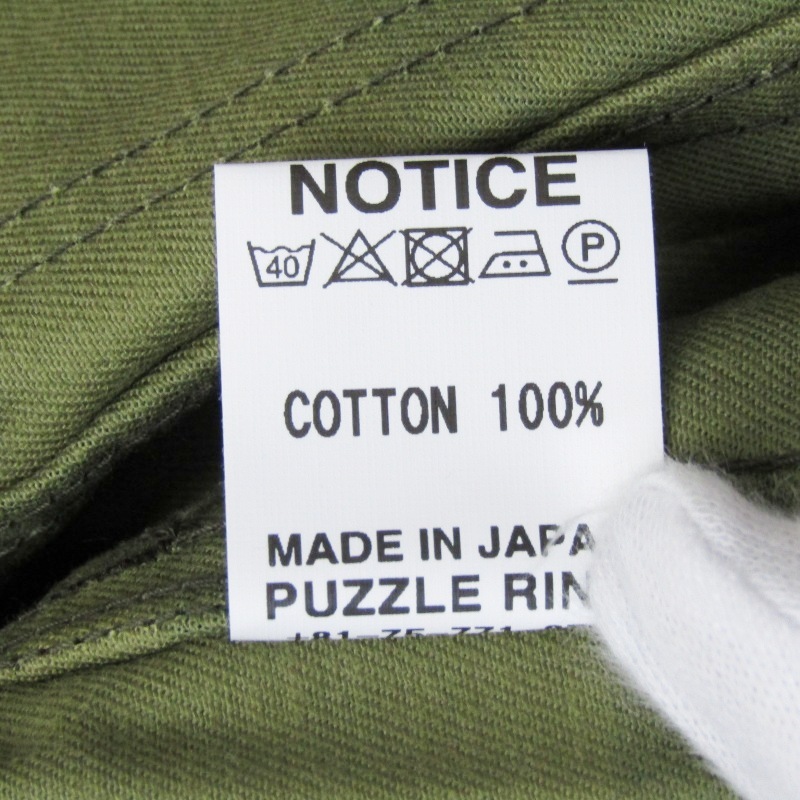 NOTICE
40 P
COTTON 100%
MADE IN JAPA
PUZZLE RIN